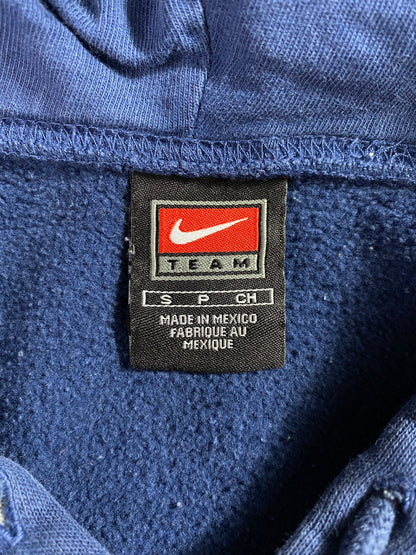 TEAM
S P CH
MADE IN MEXICO
FABRIQUE AU
MEXIQUE